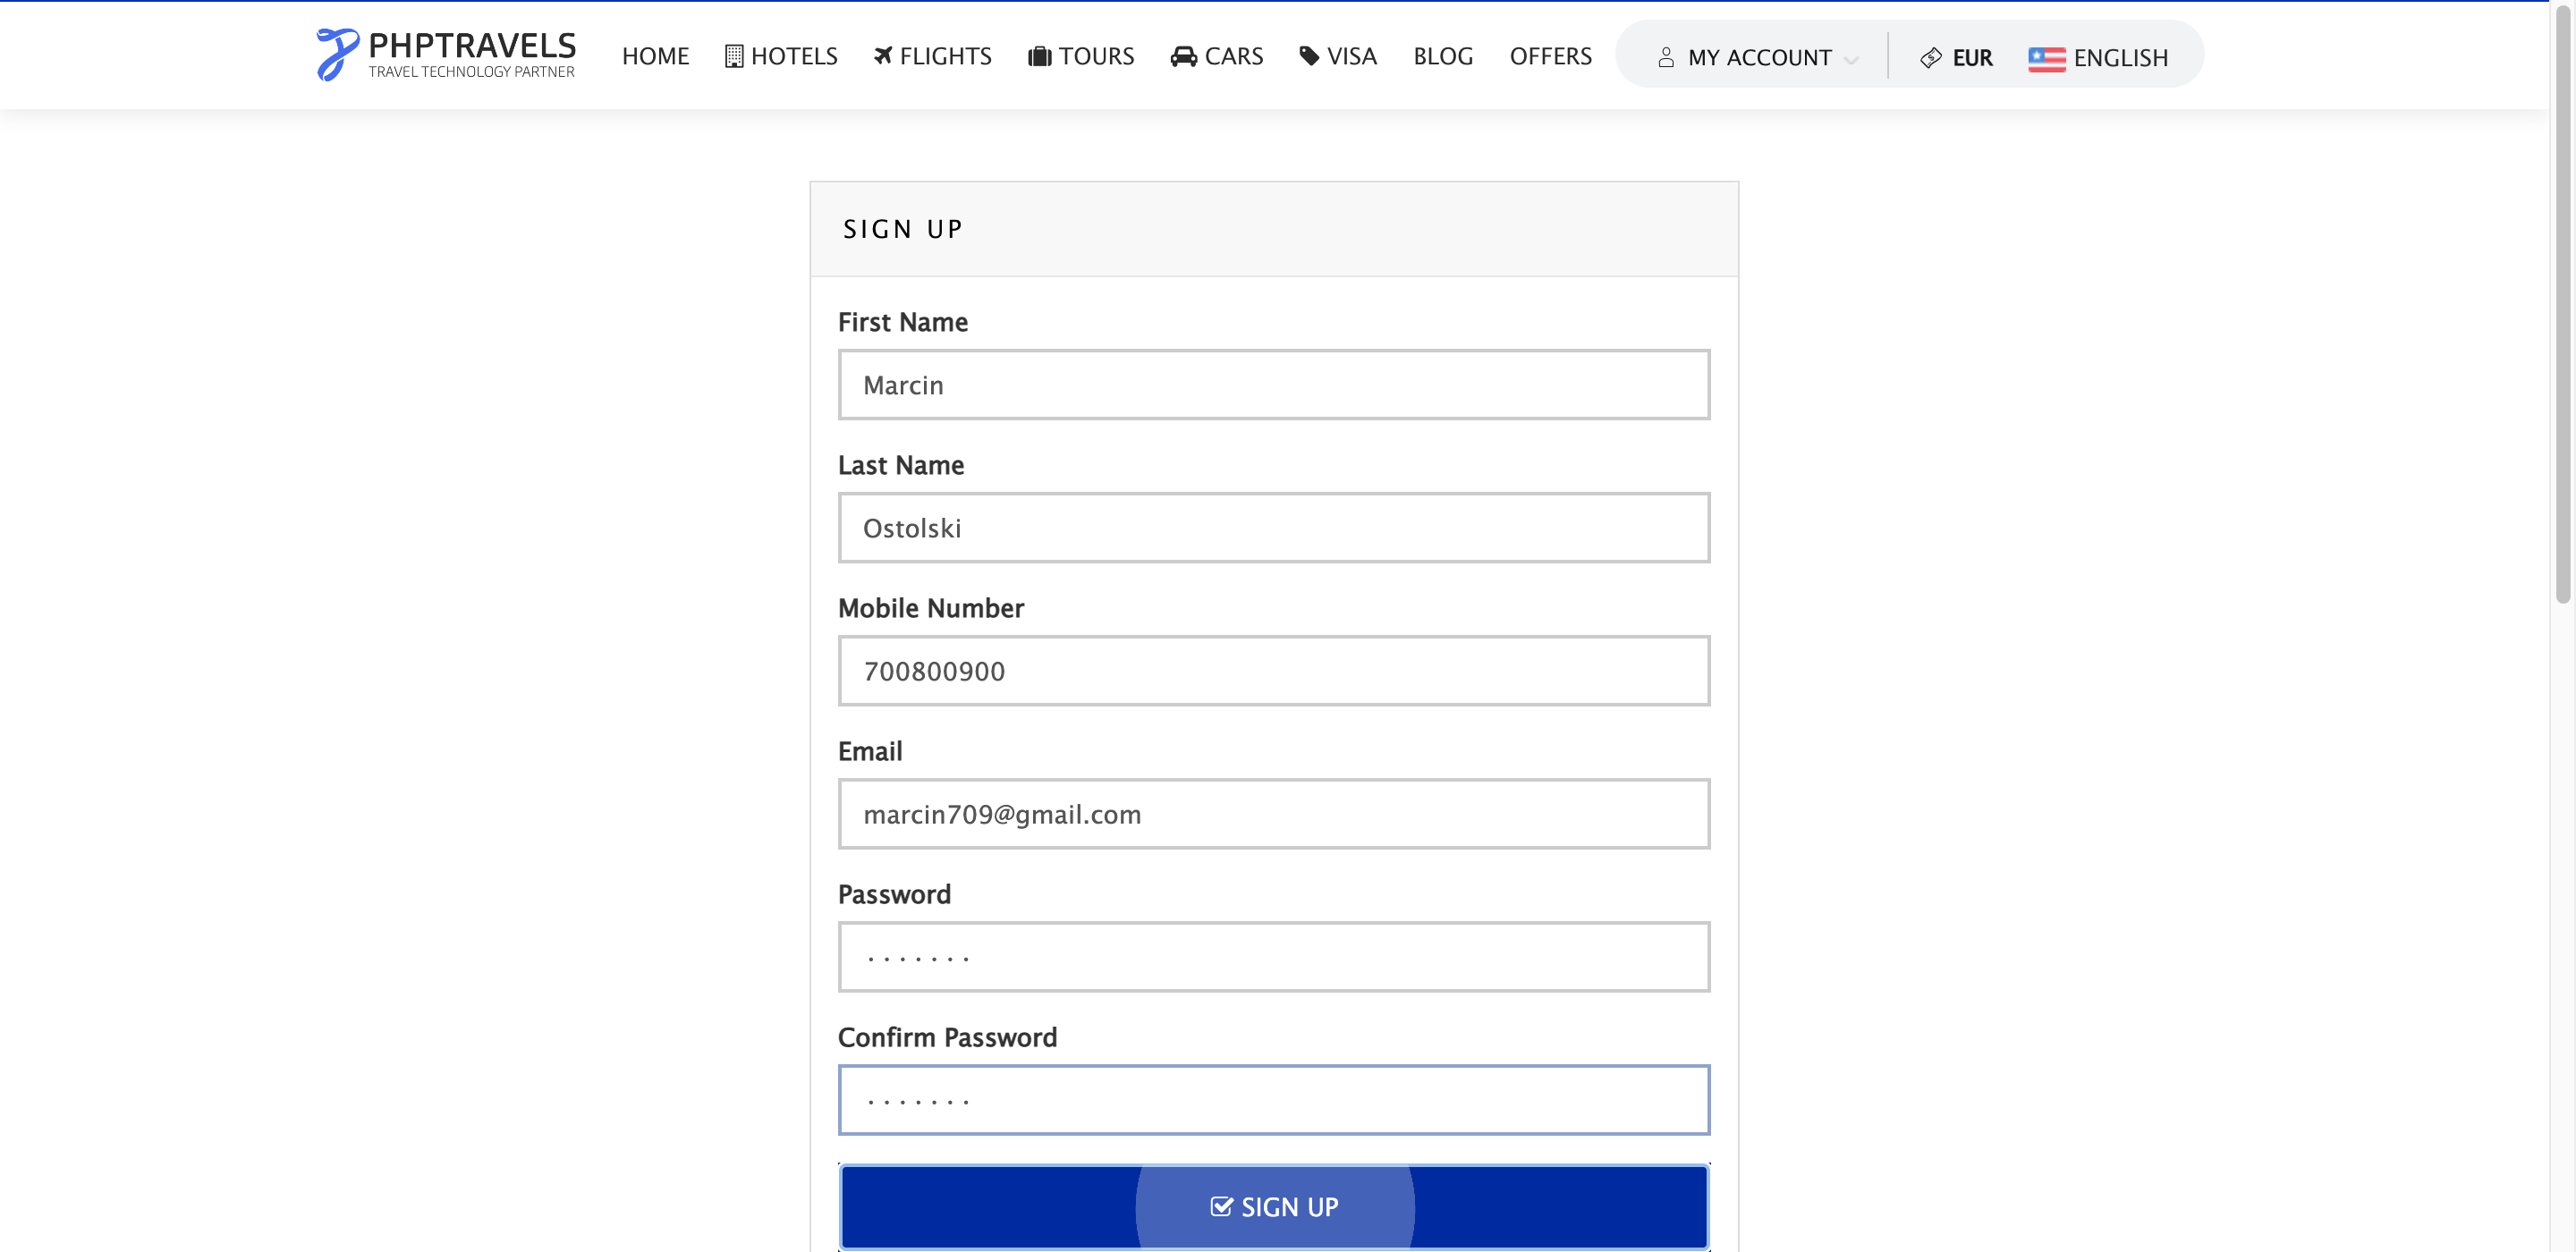 PHPTRAVELS
TRAVEL TECHNOLOGY PARTNER
HOME HOTELS FLIGHTS TOURS CARS VISA BLOG OFFERS MY ACCOUNT EUR ENGLISH
SIGN UP
First Name
Marcin
Last Name
Ostolski
Mobile Number
700800900
Email
marcin709@gmail.com
Password
·······
Confirm Password
·······
SIGN UP